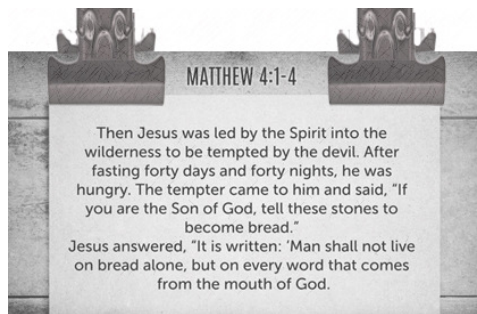 MATTHEW 4:1-4
Then Jesus was led by the Spirit into the
wilderness to be tempted by the devil. After
fasting forty days and forty nights, he was
hungry. The tempter came to him and said, “If
you are the Son of God, tell these stones to
become bread.”
Jesus answered, “It is written: ‘Man shall not live
on bread alone, but on every word that comes
from the mouth of God.